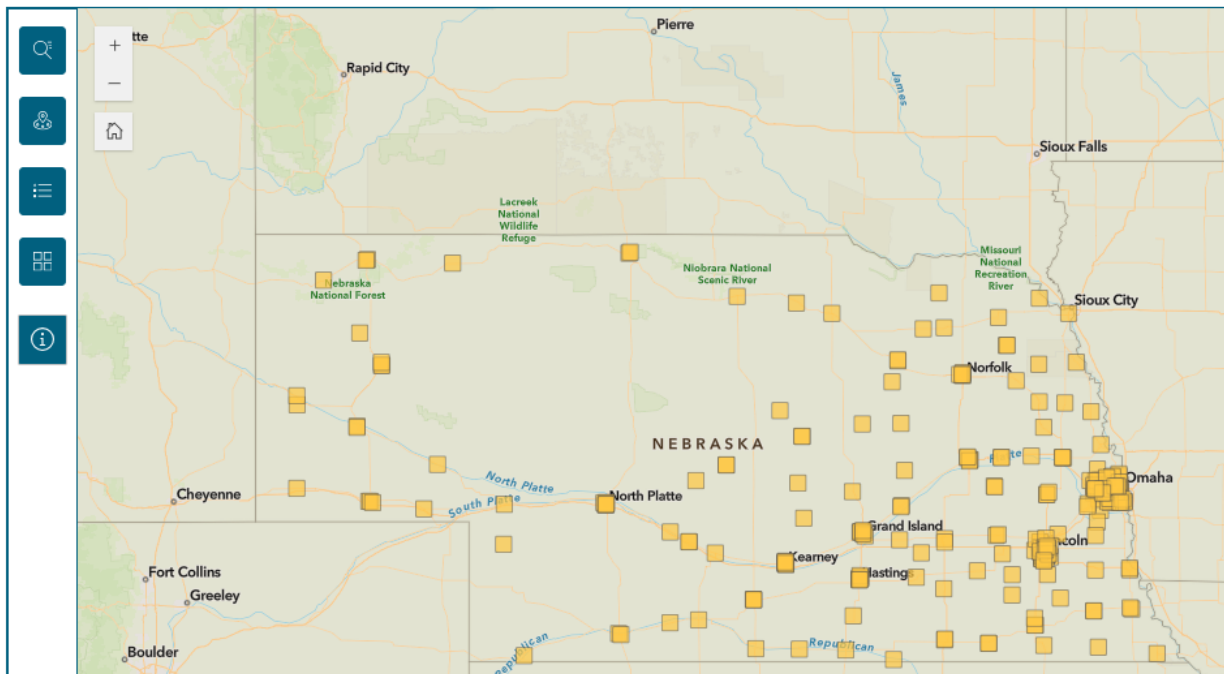 Pierre
tte
+
Rapid City
−
James
Sioux Falls
Lacreek
National
Wildlife
Refuge
Missouri
National
Recreation
River
Niobrara National
Scenic River
Nebraska
National Forest
Sioux City
Norfolk
NEBRASKA
Platte
North Platte
Omaha
Cheyenne
South Platte
North Platte
Grand Island
Lincoln
Kearney
Fort Collins
Hastings
Greeley
Republican
Republican
Boulder